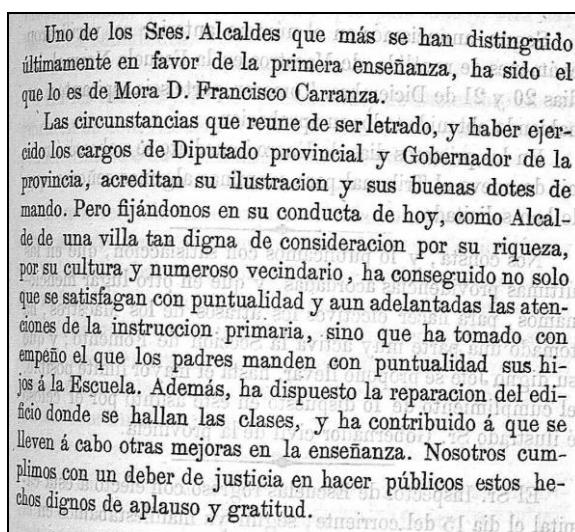 Uno de los Sres. Alcaldes que más se han distinguido
últimamente en favor de la primera enseñanza, ha sido el
que lo es de Mora D. Francisco Carranza.
Las circunstancias que reune de ser letrado, y haber ejer-
cido los cargos de Diputado provincial y Gobernador de la
provincia, acreditan su ilustracion y sus buenas dotes de
mando. Pero fijándonos en su conducta de hoy, como Alcal-
de de una villa tan digna de consideracion por su riqueza,
por su cultura y numeroso vecindario, ha conseguido no solo
que se satisfagan con puntualidad y aun adelantadas las aten-
ciones de la instruccion primaria, sino que ha tomado con
empeño el que los padres manden con puntualidad sus hi-
jos á la Escuela. Además, ha dispuesto la reparacion del edi-
ficio donde se hallan las clases, y ha contribuido á que se
lleven á cabo otras mejoras en la enseñanza. Nosotros cum-
plimos con un deber de justicia en hacer públicos estos he-
chos dignos de aplauso y gratitud.